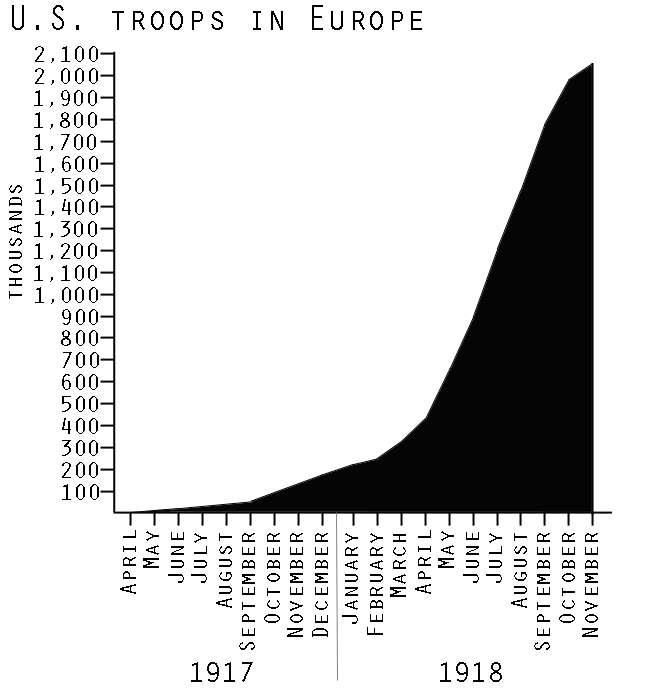 U.S. TROOPS IN EUROPE
2,100
2,000
1,900
1,800
1,700
1,600
1,500
1,400
1,300
1,200
1,100
1,000
900
800
700
600
500
400
300
200
100
THOUSANDS
APRIL
MAY
JUNE
JULY
AUGUST
SEPTEMBER
OCTOBER
NOVEMBER
DECEMBER
JANUARY
FEBRUARY
MARCH
APRIL
MAY
JUNE
JULY
AUGUST
SEPTEMBER
OCTOBER
NOVEMBER
1917
1918